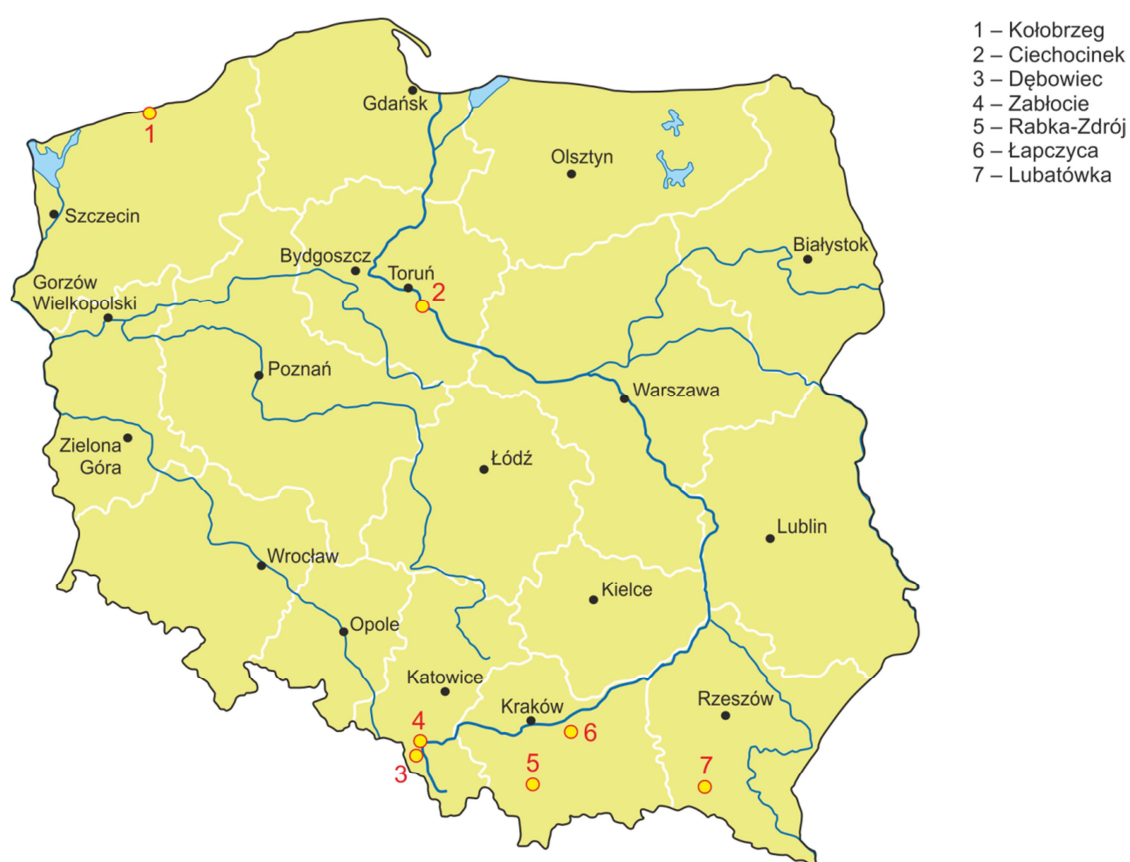 1 – Kołobrzeg
2 – Ciechocinek
3 – Dębowiec
4 – Zabłocie
5 – Rabka-Zdrój
6 – Łapczyca
7 – Lubatówka
Gdańsk
1
Olsztyn
Szczecin
Białystok
Bydgoszcz
Toruń
Gorzów
Wielkopolski
2
Poznań
Warszawa
Zielona
Góra
Łódź
Lublin
Wrocław
Kielce
Opole
Katowice
Kraków
Rzeszów
4
6
3
5
7